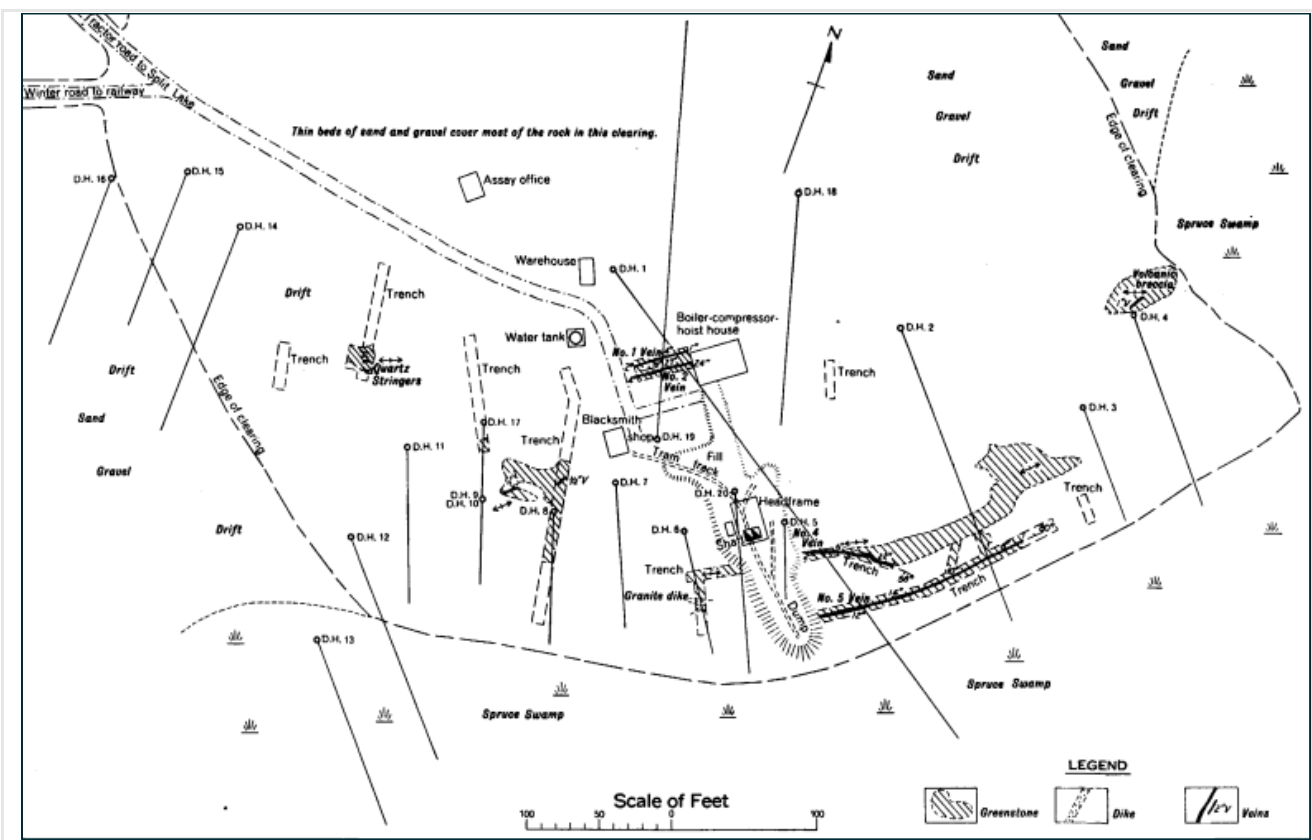 Tractor road to Split Lake
Winter road to railway
Thin beds of sand and gravel cover most of the rock in this clearing.
N
Sand
Gravel
Drift
Sand
Gravel
Drift
Edge of clearing
Spruce Swamp
Volcanic
breccia
D.H. 4
D.H. 16
D.H. 15
D.H. 14
Assay office
D.H. 18
Warehouse
D.H. 1
Drift
Trench
Water tank
Boiler-compressor-
hoist house
D.H. 2
No. 1 Vein
No. 2
Vein
Trench
Quartz
Stringers
Trench
Trench
Drift
Sand
Gravel
Drift
Edge of clearing
D.H. 3
D.H. 17
D.H. 11
Trench
Blacksmith
shop
D.H. 19
Tram track
Fill
D.H. 9
D.H. 10
D.H. 8
½"V
D.H. 7
D.H. 20
Headframe
Shaft
D.H. 5
No. 4
Vein
Trench
Trench
D.H. 6
D.H. 12
Trench
Granite dike
No. 5 Vein
Trench
Dump
D.H. 13
Spruce Swamp
Spruce Swamp
LEGEND
Greenstone
Dike
Veins
Scale of Feet
100
50
0
100